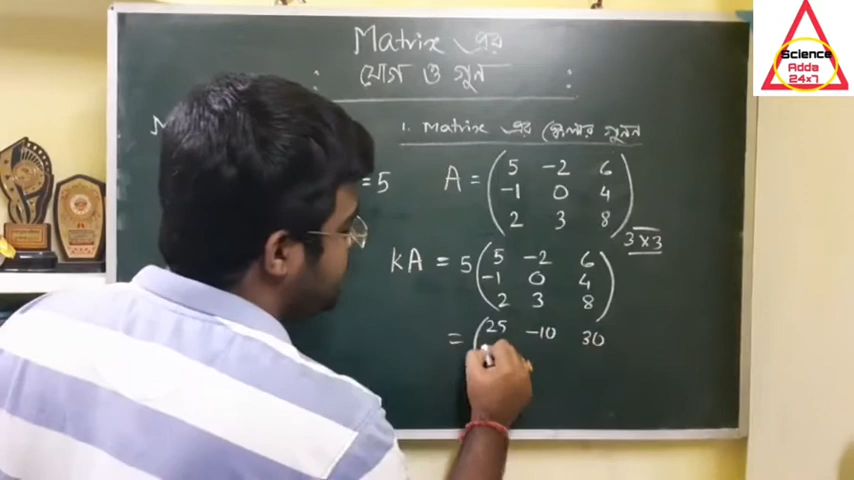 Matrix এর
যোগ ও গুন
Science
Adda
24x7
M
1. Matrix এর স্কেলার গুনন
= 5
A = ( 5 -2 6
-1 0 4
2 3 8 ) 3 X 3
kA = 5 ( 5 -2 6
-1 0 4
2 3 8 )
= ( 25 -10 30